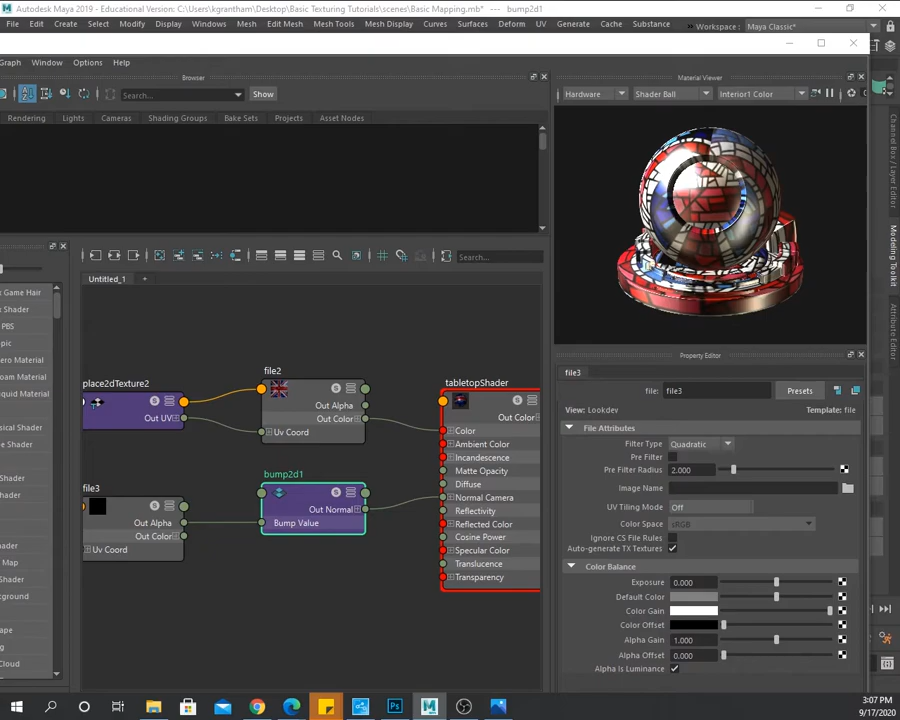 Autodesk Maya 2019 - Educational Version: C:\Users\kgrantham\Desktop\Basic Texturing Tutorials\scenes\Basic Mapping.mb* --- bump2d1
File Edit Create Select Modify Display Windows Mesh Edit Mesh Mesh Tools Mesh Display Curves Surfaces Deform UV Generate Cache Substance
Workspace: Maya Classic*
Graph Window Options Help
Browser
Material Viewer
Search...
Show
Hardware Shader Ball Interior1 Color
Rendering Lights Cameras Shading Groups Bake Sets Projects Asset Nodes
Channel Box / Layer Editor
Modeling Toolkit
Attribute Editor
Search...
Untitled_1 +
Game Hair
Shader
PBS
opic
ero Material
oam Material
quid Material
ychical Shader
e Shader
hader
Map
Shader
kground
ype
ng
Cloud
place2dTexture2
Out UV
file2
Out Alpha
Out Color
Uv Coord
bump2d1
Out Normal
Bump Value
file3
Out Alpha
Out Color
Uv Coord
tabletopShader
Out Color
Color
Ambient Color
Incandescence
Matte Opacity
Diffuse
Normal Camera
Reflectivity
Reflected Color
Cosine Power
Specular Color
Translucence
Transparency
Property Editor
file3
file: file3
Presets
View: Lookdev
Template: file
File Attributes
Filter Type Quadratic
Pre Filter
Pre Filter Radius 2.000
Image Name
UV Tiling Mode Off
Color Space sRGB
Ignore CS File Rules
Auto-generate TX Textures
Color Balance
Exposure 0.000
Default Color
Color Gain
Color Offset
Alpha Gain 1.000
Alpha Offset 0.000
Alpha Is Luminance
3:07 PM
9/17/2020